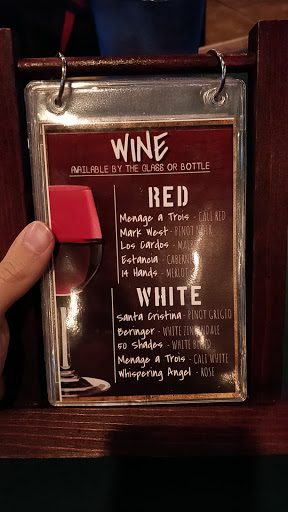 WINE
AVAILABLE BY THE GLASS OR BOTTLE
RED
Menage a Trois - CALI RED
Mark West - PINOT NOIR
Los Cardos - MALBEC
Estancia - CABERNET
14 Hands - MERLOT
WHITE
Santa Cristina - PINOT GRIGIO
Beringer - WHITE ZINFANDALE
50 Shades - WHITE BLEND
Menage a Trois - CALI WHITE
Whispering Angel - ROSE